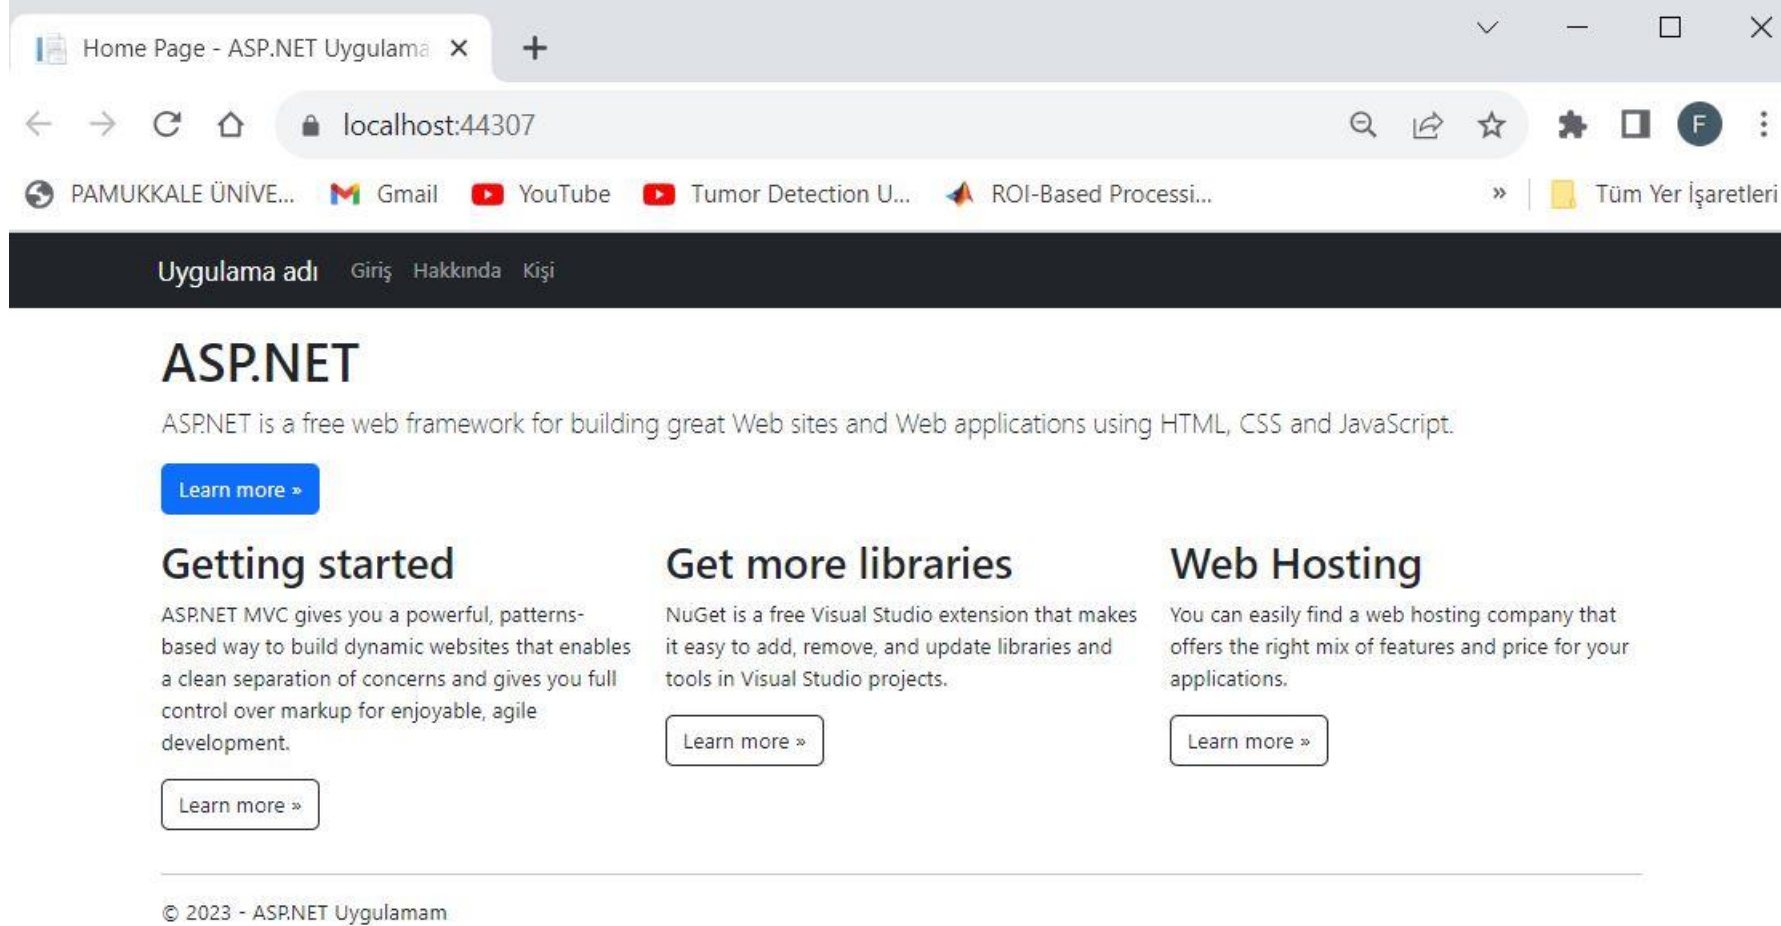 Home Page - ASP.NET Uygulama
localhost:44307
F
PAMUKKALE ÜNİVE... Gmail YouTube Tumor Detection U... ROI-Based Processi... » Tüm Yer İşaretleri
Uygulama adı Giriş Hakkında Kişi
ASP.NET
ASP.NET is a free web framework for building great Web sites and Web applications using HTML, CSS and JavaScript.
Learn more »
Getting started
ASP.NET MVC gives you a powerful, patterns-
based way to build dynamic websites that enables
a clean separation of concerns and gives you full
control over markup for enjoyable, agile
development.
Learn more »
Get more libraries
NuGet is a free Visual Studio extension that makes
it easy to add, remove, and update libraries and
tools in Visual Studio projects.
Learn more »
Web Hosting
You can easily find a web hosting company that
offers the right mix of features and price for your
applications.
Learn more »
© 2023 - ASP.NET Uygulamam